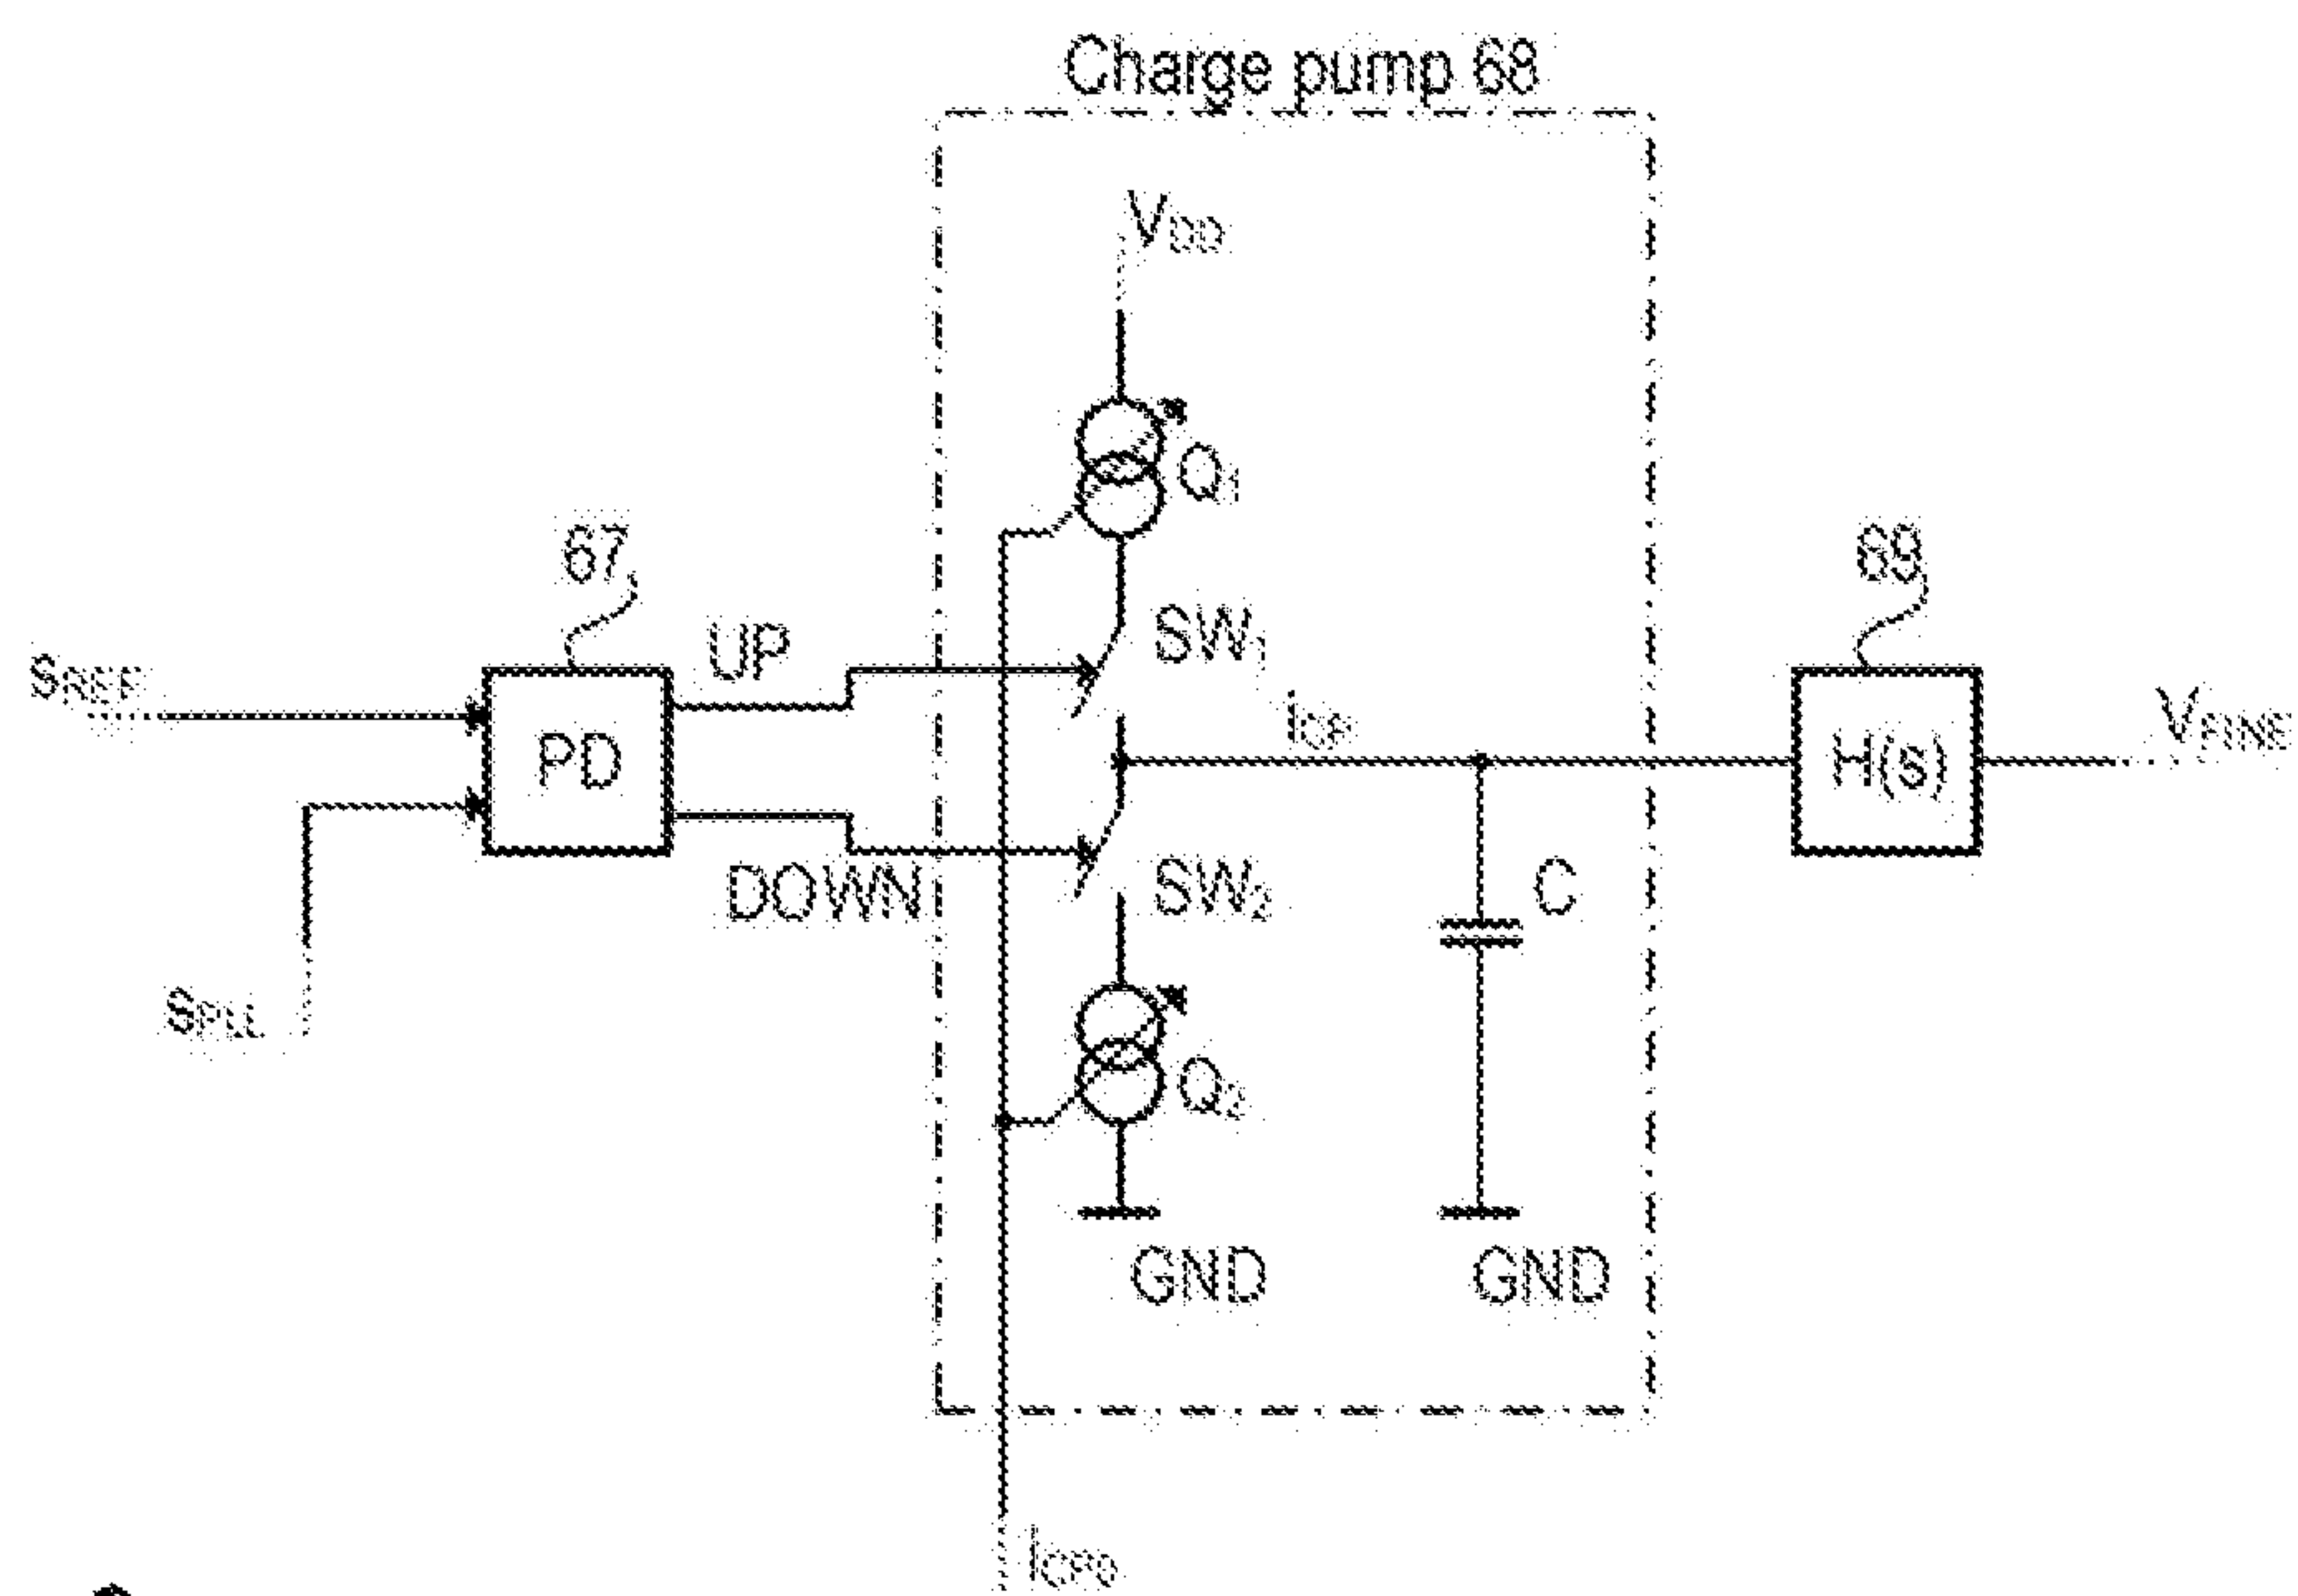 Charge pump 68
VDD
Q1
67
69
UP
SW1
SREF
ICP
VFINE
PD
H(s)
DOWN
SW2
C
SPLL
Q2
GND
GND
ICP0